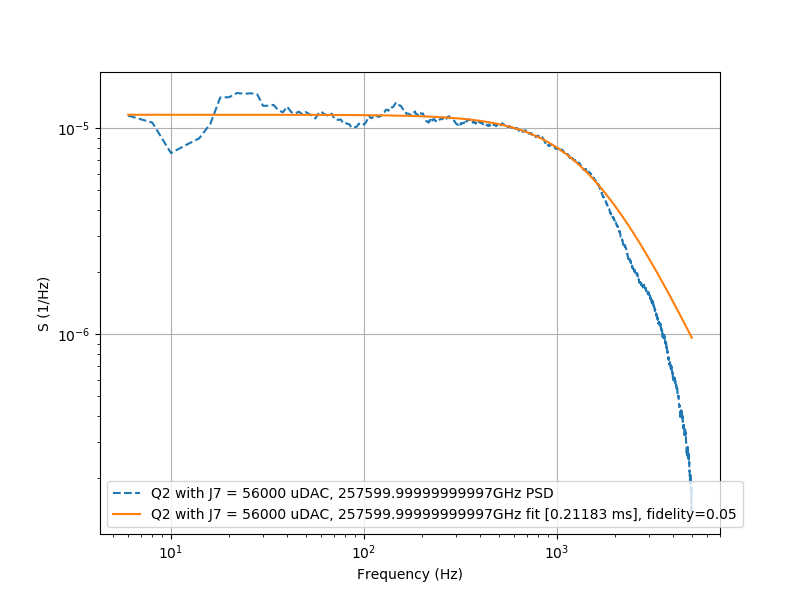 10⁻⁵
10⁻⁶
S (1/Hz)
Q2 with J7 = 56000 uDAC, 257599.99999999997GHz PSD
Q2 with J7 = 56000 uDAC, 257599.99999999997GHz fit [0.21183 ms], fidelity=0.05
10¹ 10² 10³
Frequency (Hz)